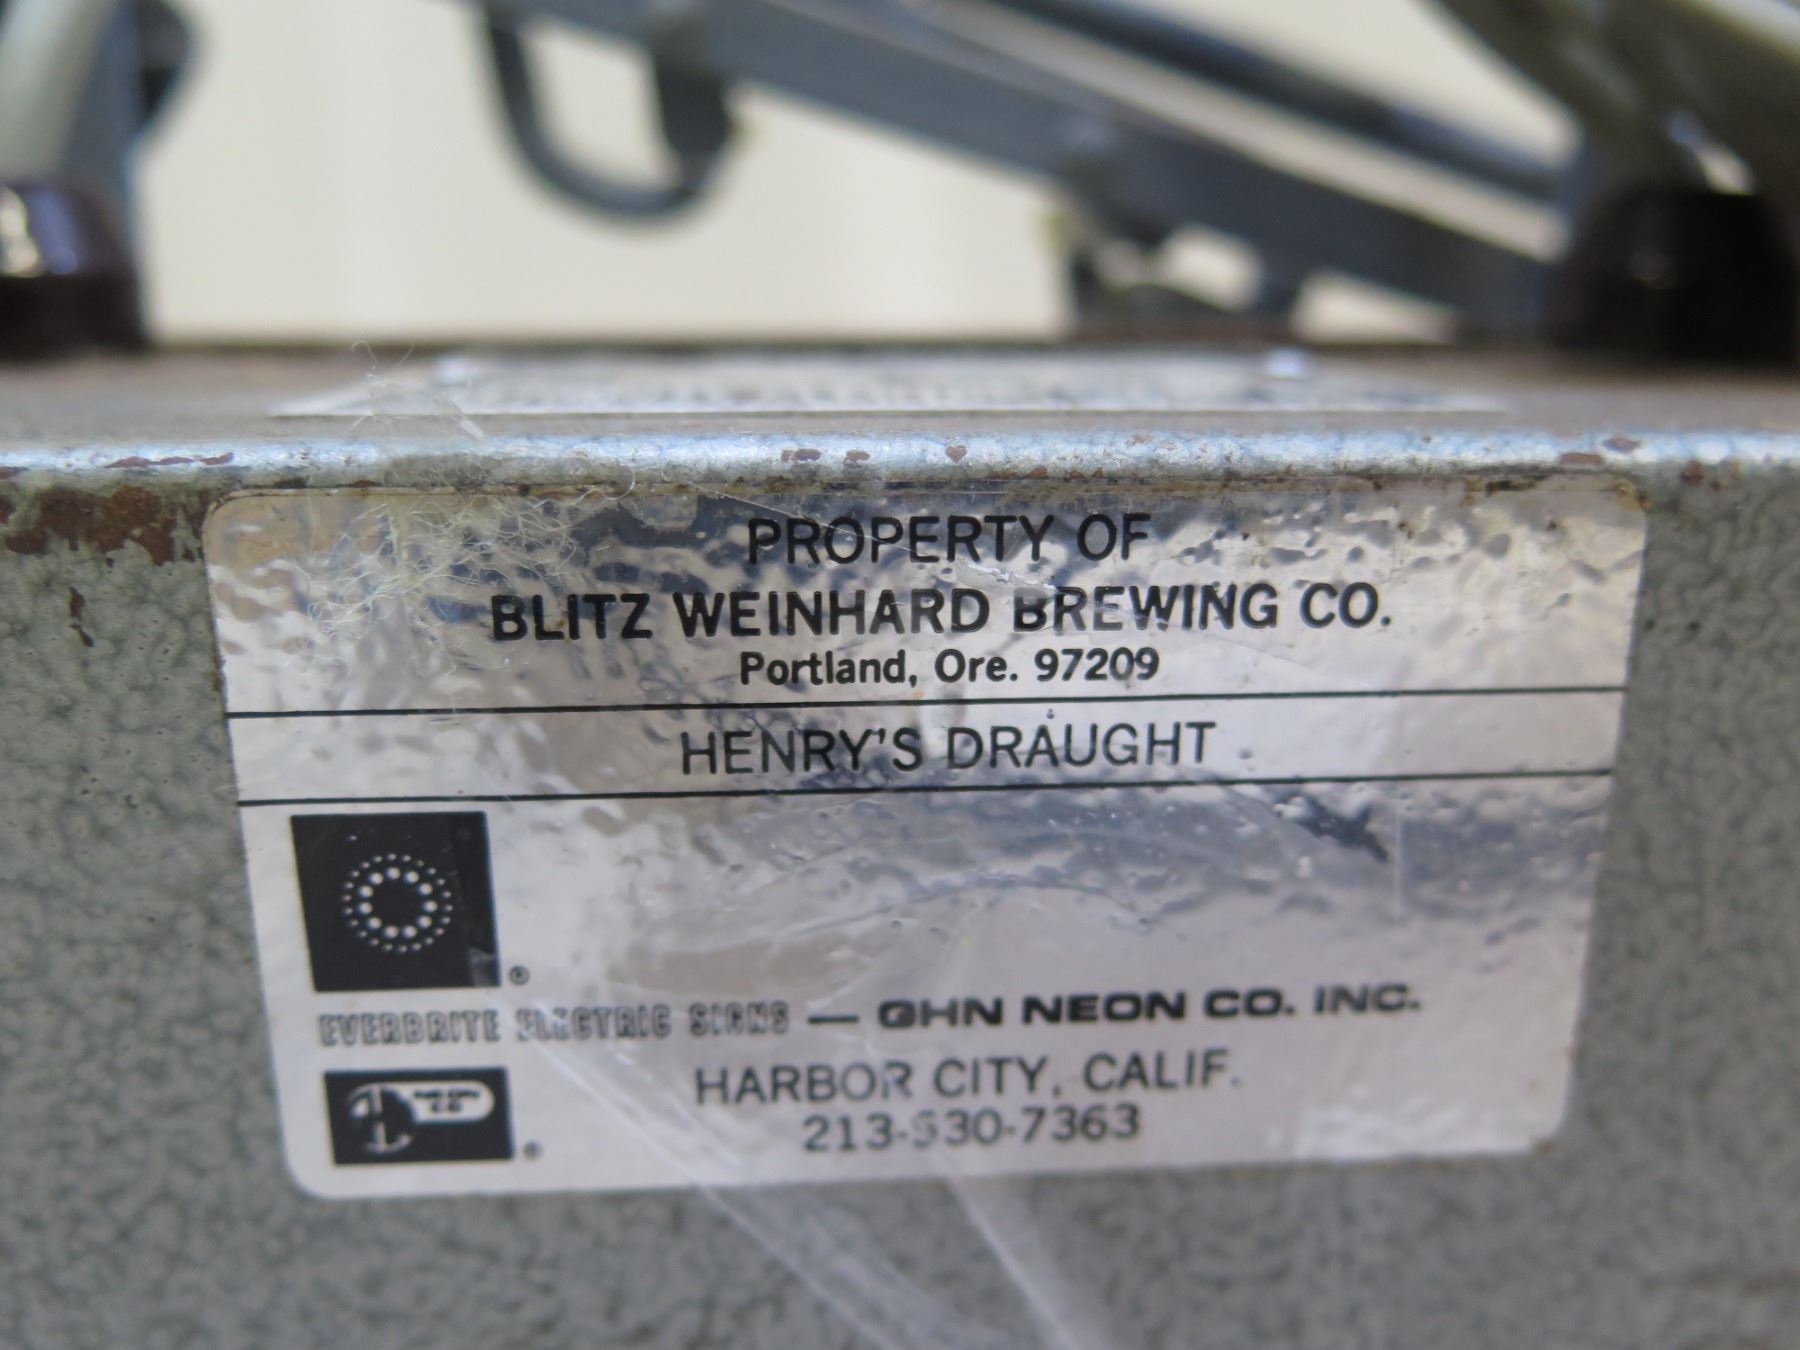 PROPERTY OF
BLITZ WEINHARD BREWING CO.
Portland, Ore. 97209
HENRY'S DRAUGHT
®
EVERBRITE ELECTRIC SIGNS — QHN NEON CO. INC.
HARBOR CITY, CALIF.
213-530-7363
®